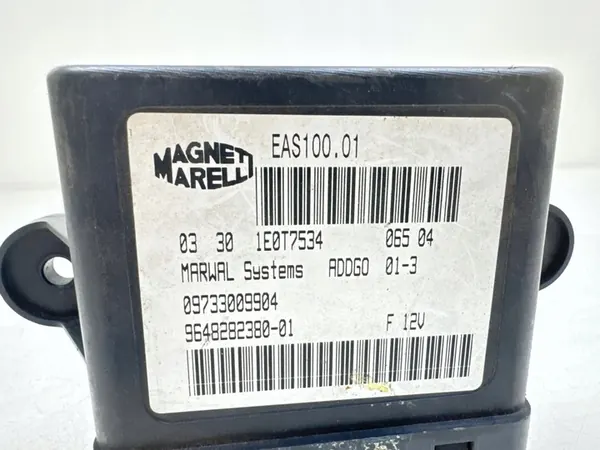 MAGNETI MARELLI
EAS100.01
03 30 1E0T7534 065 04
MARWAL Systems ADDGO 01-3
09733009904
9648282380-01 F 12V